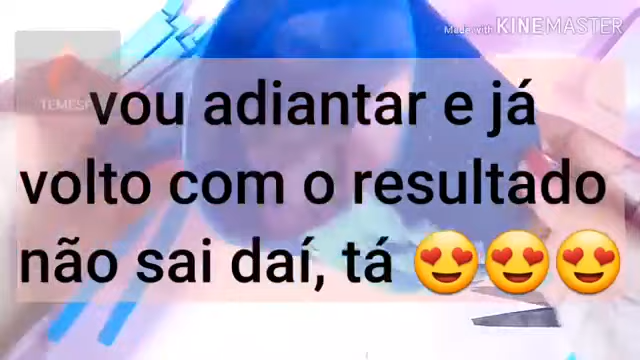 Made with KINEMASTER
vou adiantar e já
volto com o resultado
não sai daí, tá 😍😍😍